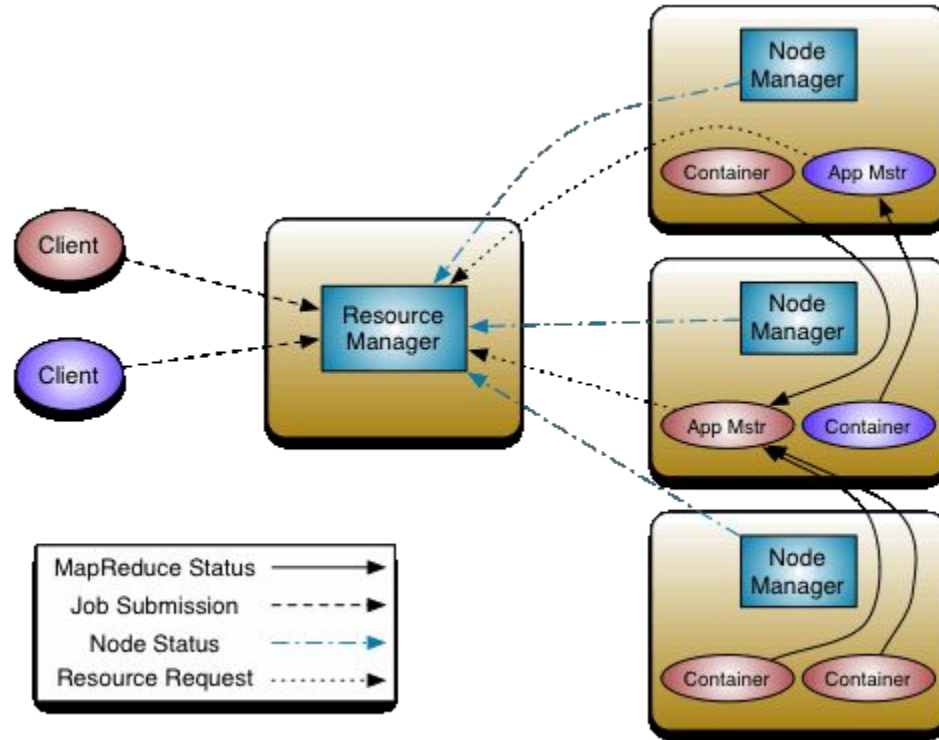 Client
Client
Resource
Manager
Node
Manager
Container
App Mstr
Node
Manager
App Mstr
Container
Node
Manager
Container
Container
MapReduce Status
Job Submission
Node Status
Resource Request